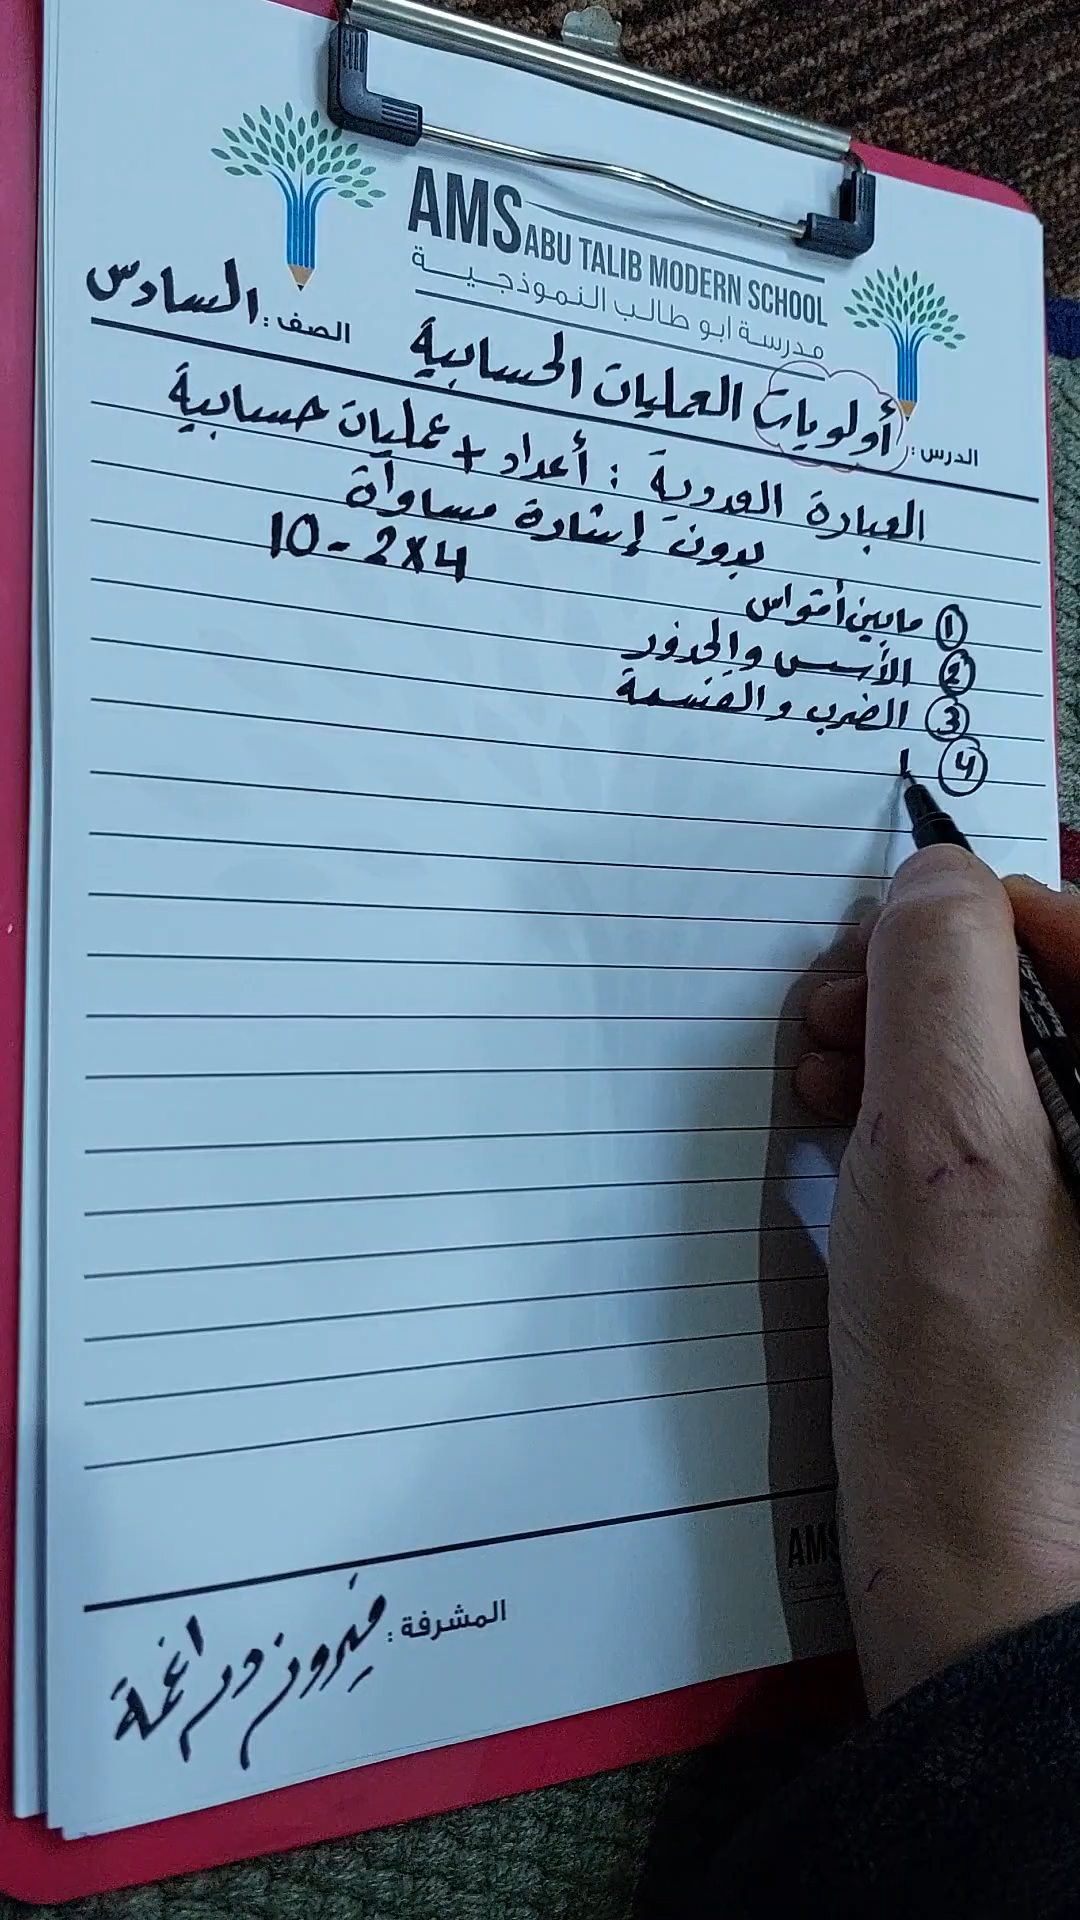 AMS ABU TALIB MODERN SCHOOL
مدرسة ابو طالب النموذجية
الصف : السادس
الدرس : أولويات العمليات الحسابية
العبارة العددية : أعداد + عمليات حسابية
بدون إشارة مساواة
10 - 2 x 4
① مابين أقواس
② الأسس والجذور
③ الضرب و القسمة
④ ا
المشرفة : فيرون دراغمة
AMS